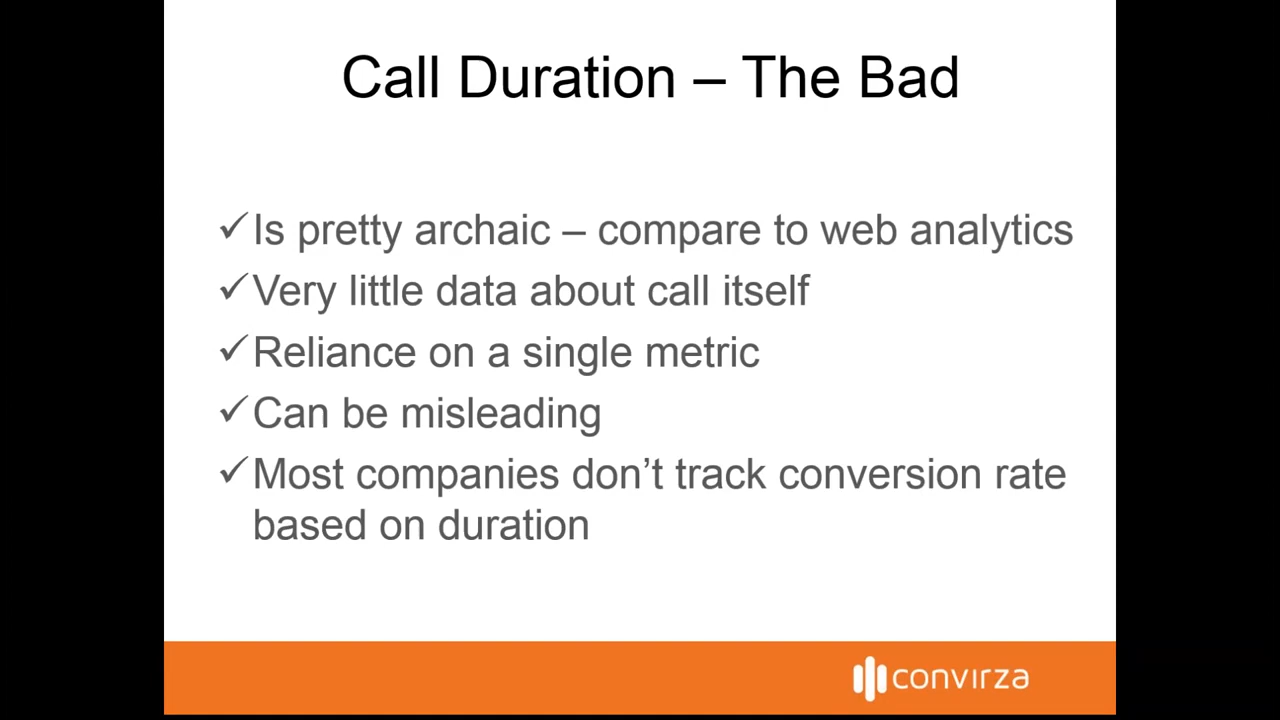 Call Duration – The Bad
✓Is pretty archaic – compare to web analytics
✓Very little data about call itself
✓Reliance on a single metric
✓Can be misleading
✓Most companies don’t track conversion rate
based on duration
convirza